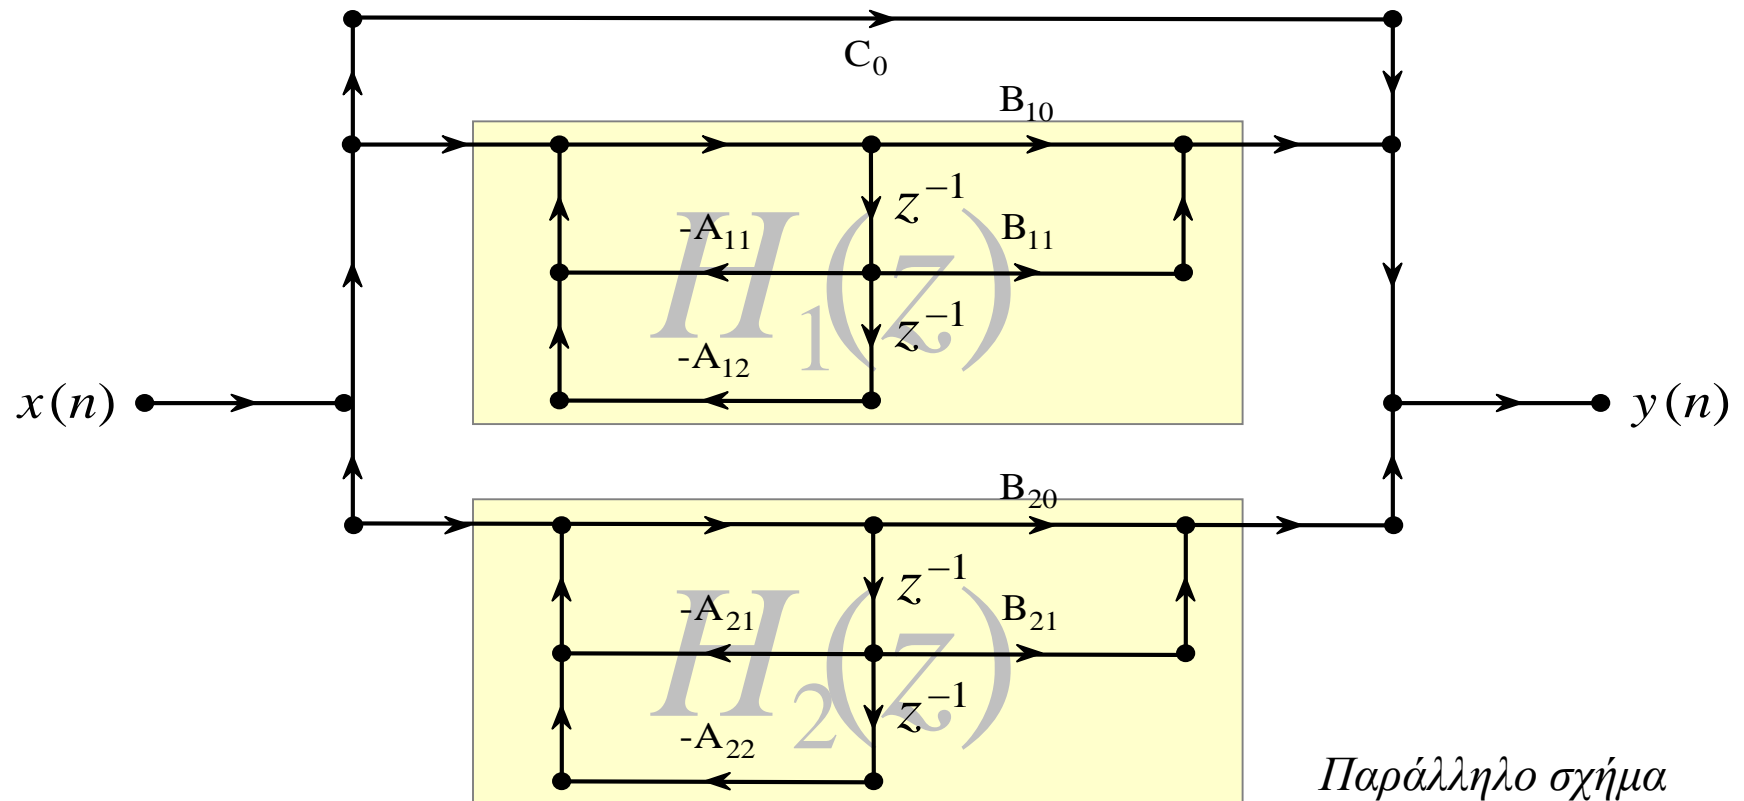 C₀
B₁₀
z⁻¹
-A₁₁
B₁₁
H₁(z)
z⁻¹
-A₁₂
x(n)
y(n)
B₂₀
z⁻¹
-A₂₁
B₂₁
H₂(z)
z⁻¹
-A₂₂
Παράλληλο σχήμα